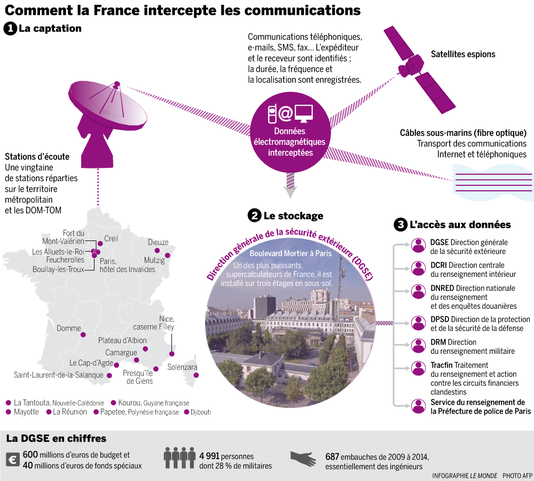 Comment la France intercepte les communications
1 La captation
Communications téléphoniques,
e-mails, SMS, fax... L'expéditeur
et le receveur sont identifiés ;
la durée, la fréquence et
la localisation sont enregistrées.
Satellites espions
@
Données
électromagnétiques
interceptées
Câbles sous-marins (fibre optique)
Transport des communications
Internet et téléphoniques
Stations d'écoute
Une vingtaine
de stations réparties
sur le territoire
métropolitain
et les DOM-TOM
Fort du
Mont-Valérien
Creil
Les Alluets-le-Roi
Feucherolles
Boullay-les-Troux
Paris,
hôtel des Invalides
Dieuze
Mutzig
Domme
Nice,
caserne Filley
Plateau d'Albion
Camargue
Le Cap-d'Agde
Saint-Laurent-de-la-Salanque
Presqu'île
de Giens
Solenzara
La Tantouta, Nouvelle-Calédonie
Kourou, Guyane française
Mayotte
La Réunion
Papetee, Polynésie française
Djibouti
2 Le stockage
Direction générale de la sécurité extérieure (DGSE)
Boulevard Mortier à Paris
Un des plus puissants
supercalculateurs de France, il est
installé sur trois étages en sous-sol.
3 L'accès aux données
DGSE Direction générale
de la sécurité extérieure
DCRI Direction centrale
du renseignement intérieur
DNRED Direction nationale
du renseignement
et des enquêtes douanières
DPSD Direction de la protection
et de la sécurité de la défense
DRM Direction
du renseignement militaire
Tracfin Traitement
du renseignement et action
contre les circuits financiers
clandestins
Service du renseignement de
la Préfecture de police de Paris
La DGSE en chiffres
€
600 millions d'euros de budget et
40 millions d'euros de fonds spéciaux
4 991 personnes
dont 28 % de militaires
687 embauches de 2009 à 2014,
essentiellement des ingénieurs
INFOGRAPHIE LE MONDE PHOTO AFP